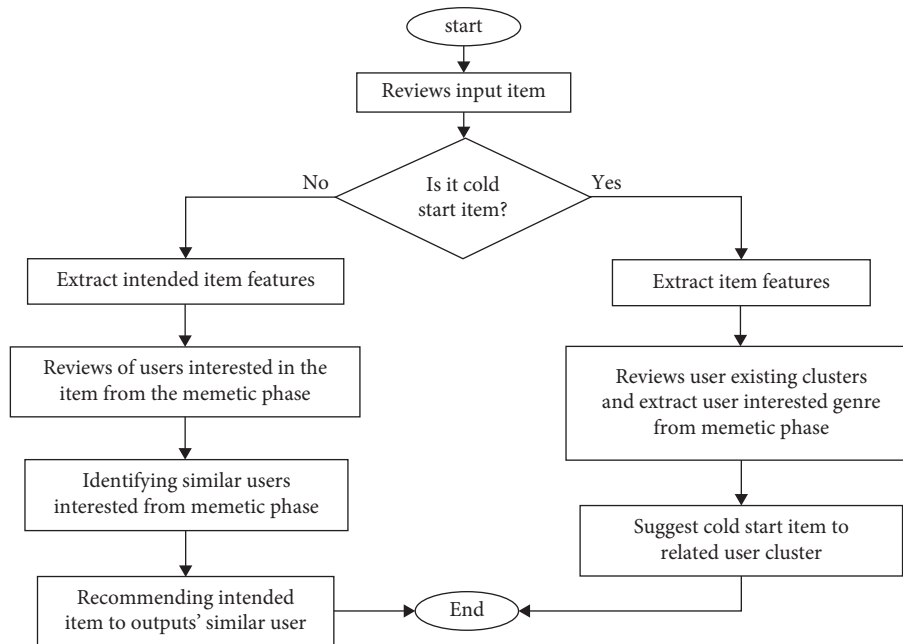 start
Reviews input item
Is it cold
start item?
No
Yes
Extract intended item features
Reviews of users interested in the
item from the memetic phase
Identifying similar users
interested from memetic phase
Recommending intended
item to outputs' similar user
Extract item features
Reviews user existing clusters
and extract user interested genre
from memetic phase
Suggest cold start item to
related user cluster
End